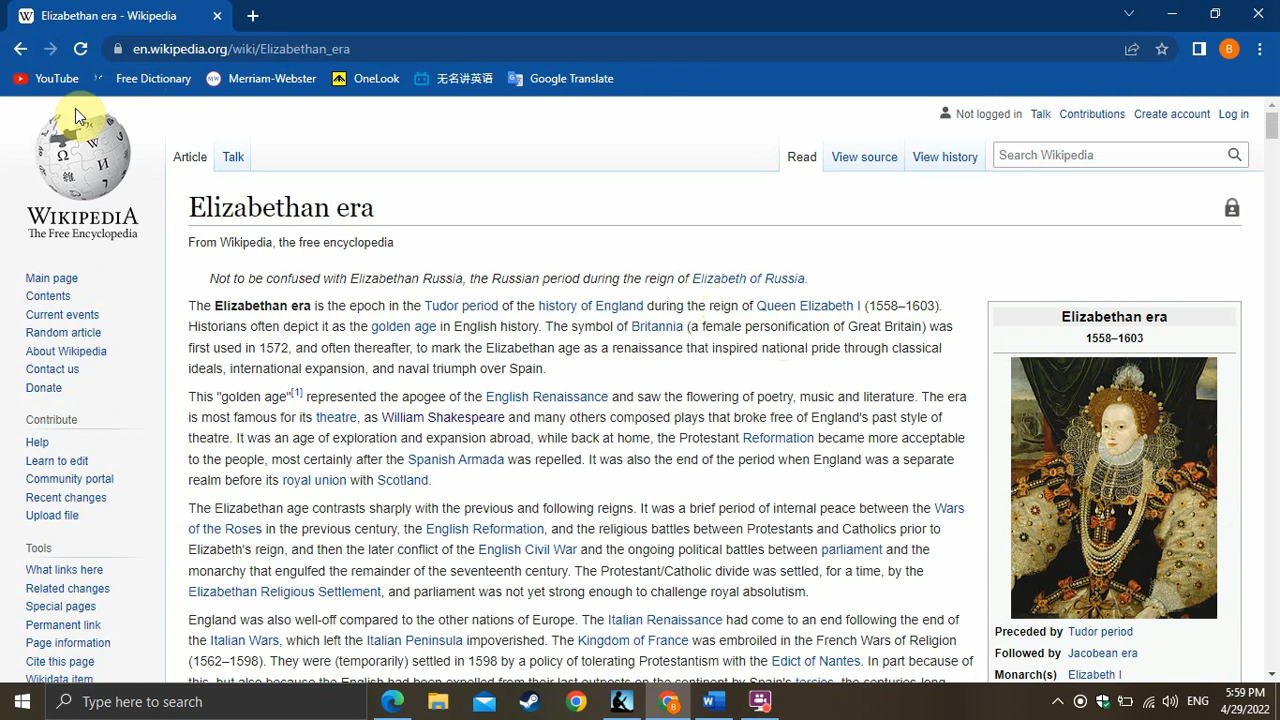 Elizabethan era - Wikipedia
en.wikipedia.org/wiki/Elizabethan_era
B
YouTube
Free Dictionary
MW
Merriam-Webster
OneLook
无名讲英语
Google Translate
Not logged in
Talk
Contributions
Create account
Log in
Article
Talk
Read
View source
View history
Search Wikipedia
WIKIPEDIA
The Free Encyclopedia
Main page
Contents
Current events
Random article
About Wikipedia
Contact us
Donate
Contribute
Help
Learn to edit
Community portal
Recent changes
Upload file
Tools
What links here
Related changes
Special pages
Permanent link
Page information
Cite this page
Wikidata item
Elizabethan era
From Wikipedia, the free encyclopedia
Not to be confused with Elizabethan Russia, the Russian period during the reign of Elizabeth of Russia.
The Elizabethan era is the epoch in the Tudor period of the history of England during the reign of Queen Elizabeth I (1558–1603).
Historians often depict it as the golden age in English history. The symbol of Britannia (a female personification of Great Britain) was
first used in 1572, and often thereafter, to mark the Elizabethan age as a renaissance that inspired national pride through classical
ideals, international expansion, and naval triumph over Spain.
This "golden age"[1] represented the apogee of the English Renaissance and saw the flowering of poetry, music and literature. The era
is most famous for its theatre, as William Shakespeare and many others composed plays that broke free of England's past style of
theatre. It was an age of exploration and expansion abroad, while back at home, the Protestant Reformation became more acceptable
to the people, most certainly after the Spanish Armada was repelled. It was also the end of the period when England was a separate
realm before its royal union with Scotland.
The Elizabethan age contrasts sharply with the previous and following reigns. It was a brief period of internal peace between the Wars
of the Roses in the previous century, the English Reformation, and the religious battles between Protestants and Catholics prior to
Elizabeth's reign, and then the later conflict of the English Civil War and the ongoing political battles between parliament and the
monarchy that engulfed the remainder of the seventeenth century. The Protestant/Catholic divide was settled, for a time, by the
Elizabethan Religious Settlement, and parliament was not yet strong enough to challenge royal absolutism.
England was also well-off compared to the other nations of Europe. The Italian Renaissance had come to an end following the end of
the Italian Wars, which left the Italian Peninsula impoverished. The Kingdom of France was embroiled in the French Wars of Religion
(1562–1598). They were (temporarily) settled in 1598 by a policy of tolerating Protestantism with the Edict of Nantes. In part because of
this, but also because the English had been expelled from their last outposts on the continent by Spain's tercios, the centuries-long
Elizabethan era
1558–1603
Preceded by Tudor period
Followed by Jacobean era
Monarch(s) Elizabeth I
Type here to search
ENG
5:59 PM
4/29/2022